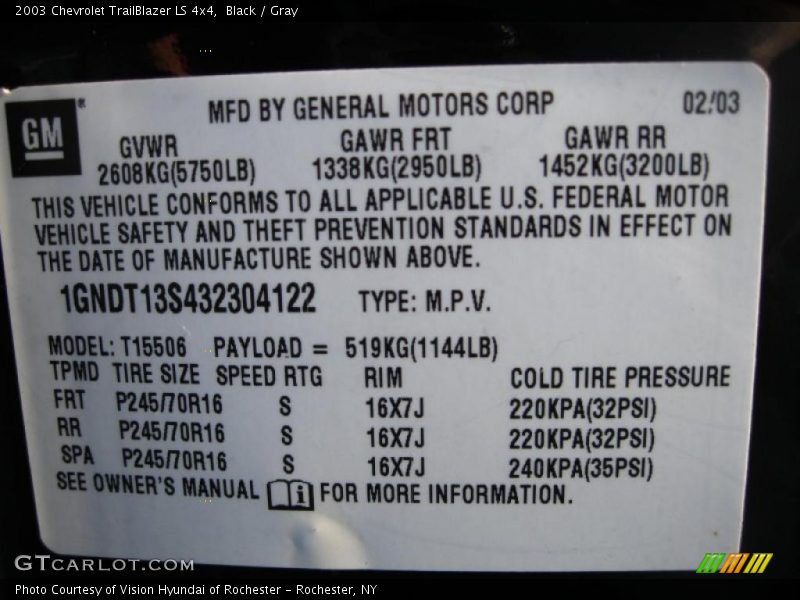 2003 Chevrolet TrailBlazer LS 4x4, Black / Gray
GM®
MFD BY GENERAL MOTORS CORP 02/03
GVWR GAWR FRT GAWR RR
2608KG(5750LB) 1338KG(2950LB) 1452KG(3200LB)
THIS VEHICLE CONFORMS TO ALL APPLICABLE U.S. FEDERAL MOTOR
VEHICLE SAFETY AND THEFT PREVENTION STANDARDS IN EFFECT ON
THE DATE OF MANUFACTURE SHOWN ABOVE.
1GNDT13S432304122 TYPE: M.P.V.
MODEL: T15506 PAYLOAD = 519KG(1144LB)
TPMD TIRE SIZE SPEED RTG RIM COLD TIRE PRESSURE
FRT P245/70R16 S 16X7J 220KPA(32PSI)
RR P245/70R16 S 16X7J 220KPA(32PSI)
SPA P245/70R16 S 16X7J 240KPA(35PSI)
SEE OWNER'S MANUAL i FOR MORE INFORMATION.
GTCARLOT.COM
Photo Courtesy of Vision Hyundai of Rochester - Rochester, NY